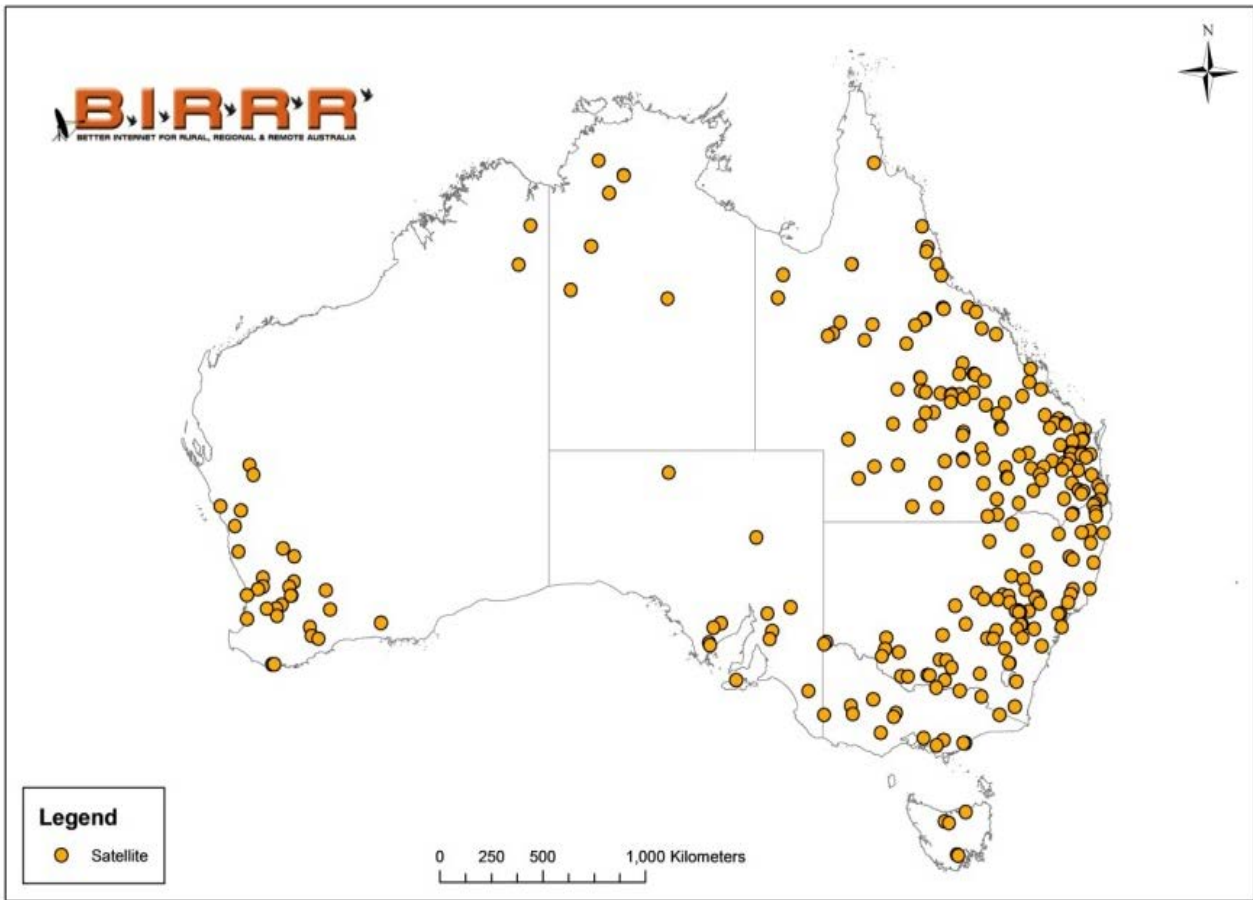 N
B.I.R.R.R
BETTER INTERNET FOR RURAL, REGIONAL & REMOTE AUSTRALIA
Legend
Satellite
0 250 500 1,000 Kilometers